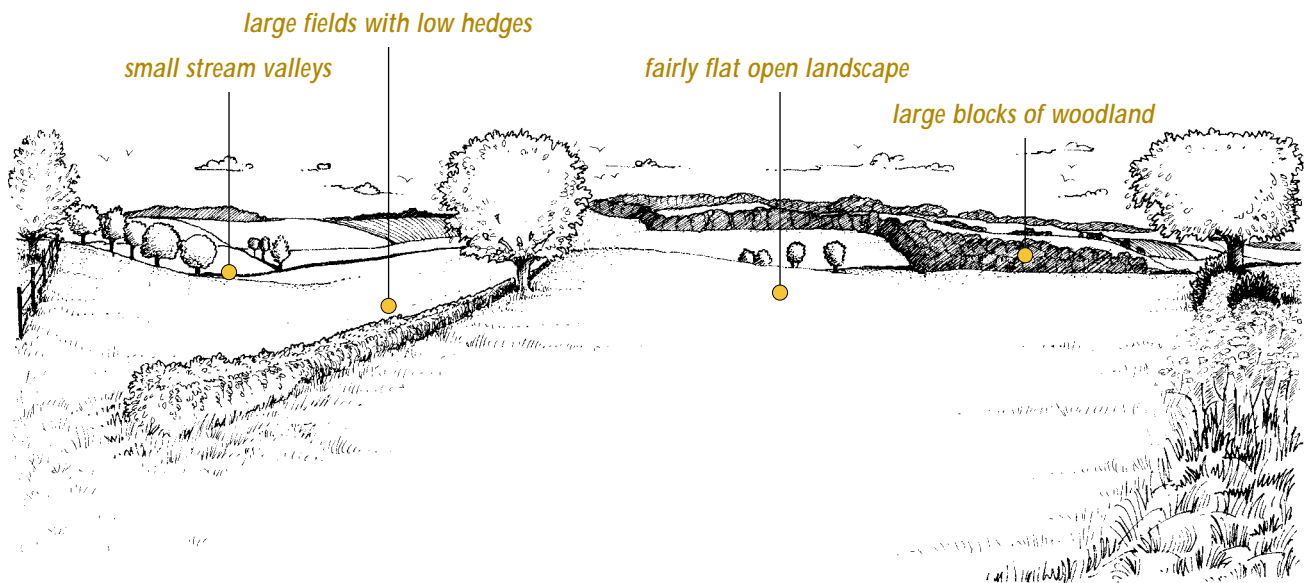 large fields with low hedges
small stream valleys
fairly flat open landscape
large blocks of woodland